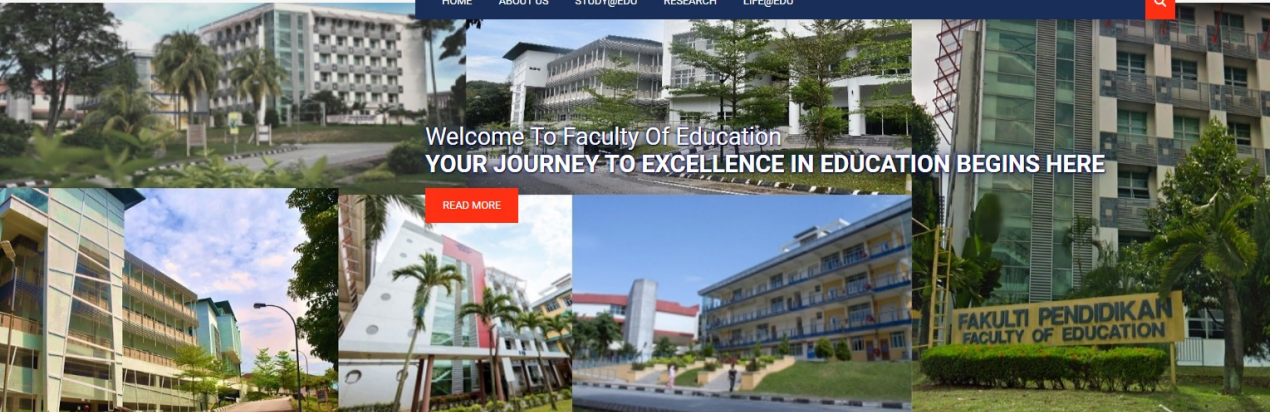 HOME ABOUT US STUDY@EDU RESEARCH LIFE@EDU
Welcome To Faculty Of Education
YOUR JOURNEY TO EXCELLENCE IN EDUCATION BEGINS HERE
READ MORE
FAKULTI PENDIDIKAN
FACULTY OF EDUCATION